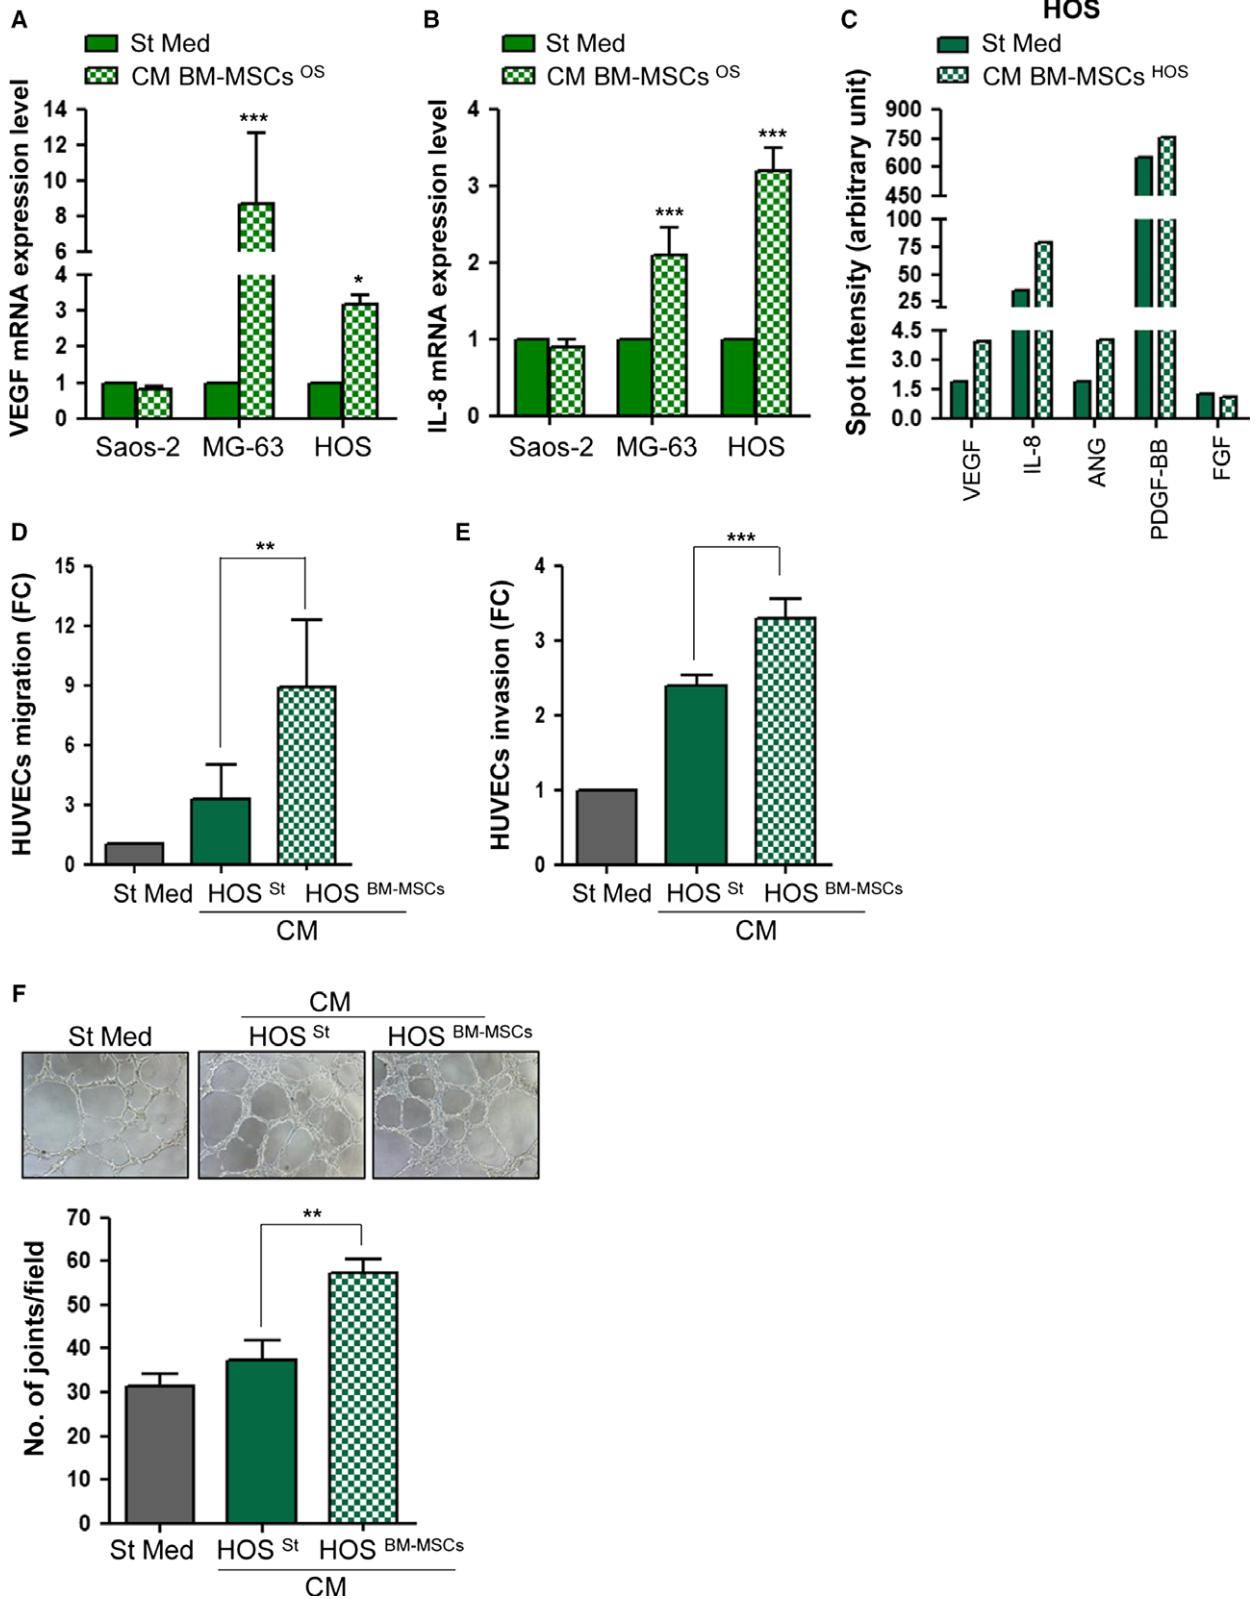 A
St Med
CM BM-MSCs OS
VEGF mRNA expression level
14
12
10
8
6
4
3
2
1
0
***
*
Saos-2 MG-63 HOS
B
St Med
CM BM-MSCs OS
IL-8 mRNA expression level
4
3
2
1
0
***
***
Saos-2 MG-63 HOS
C
HOS
St Med
CM BM-MSCs HOS
Spot Intensity (arbitrary unit)
900
750
600
450
100
75
50
25
4.5
3.0
1.5
0.0
VEGF
IL-8
ANG
PDGF-BB
FGF
D
HUVECs migration (FC)
15
12
9
6
3
0
**
St Med HOS St HOS BM-MSCs
CM
E
HUVECs invasion (FC)
4
3
2
1
0
***
St Med HOS St HOS BM-MSCs
CM
F
CM
St Med HOS St HOS BM-MSCs
No. of joints/field
70
60
50
40
30
20
10
0
**
St Med HOS St HOS BM-MSCs
CM